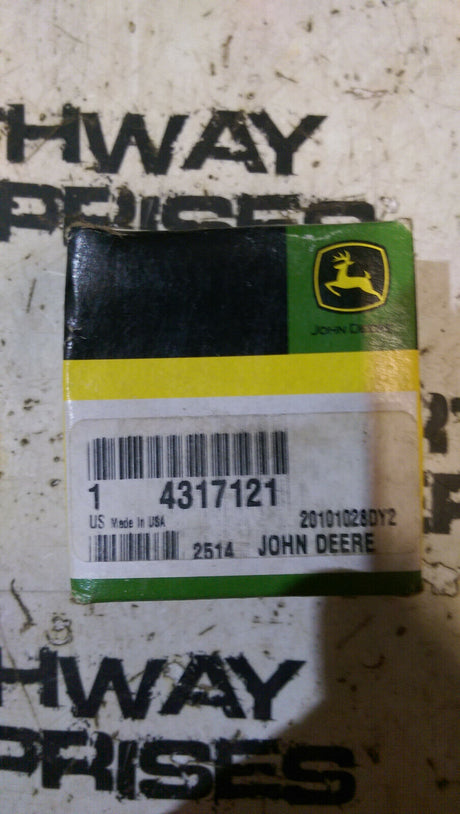 HWAY
PRISES
JOHN DEERE
1 4317121
US Made in USA 20101028DY2
2514 JOHN DEERE
HWAY
PRISES